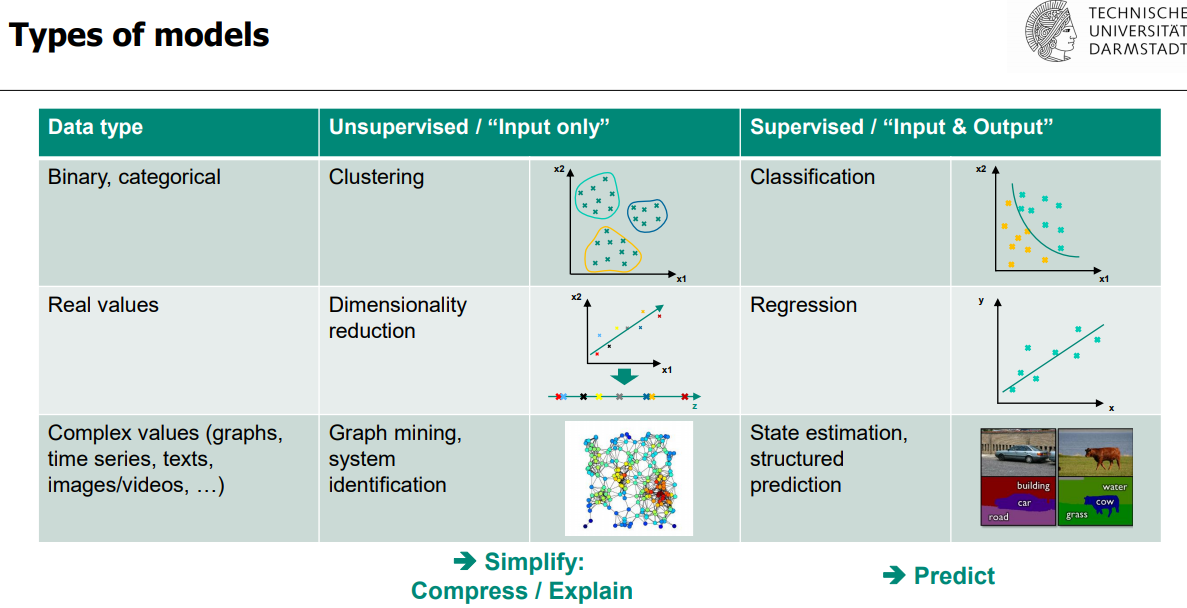 Types of models
TECHNISCHE
UNIVERSITÄT
DARMSTADT
Data type
Unsupervised / “Input only”
Supervised / “Input & Output”
Binary, categorical
Clustering
x2
x1
Classification
x2
x1
Real values
Dimensionality
reduction
x2
x1
z
Regression
y
x
Complex values (graphs,
time series, texts,
images/videos, …)
Graph mining,
system
identification
State estimation,
structured
prediction
building
car
road
water
cow
grass
➔ Simplify:
Compress / Explain
➔ Predict